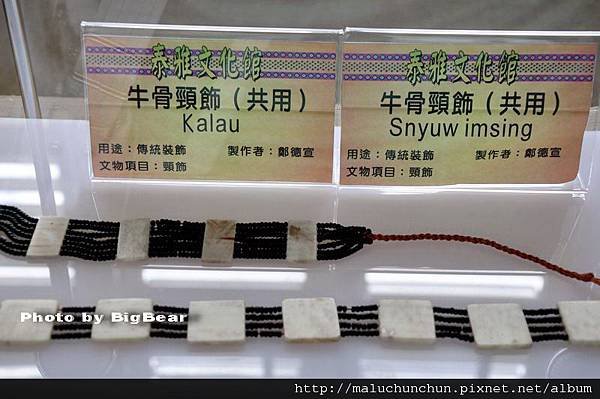 泰雅文化館
牛骨頸飾（共用）
Kalau
用途：傳統裝飾 製作者：鄭德宣
文物項目：頸飾
泰雅文化館
牛骨頸飾（共用）
Snyuw imsing
用途：傳統裝飾 製作者：鄭德宣
文物項目：頸飾
Photo by BigBear
http://maluchunchun.pixnet.net/album